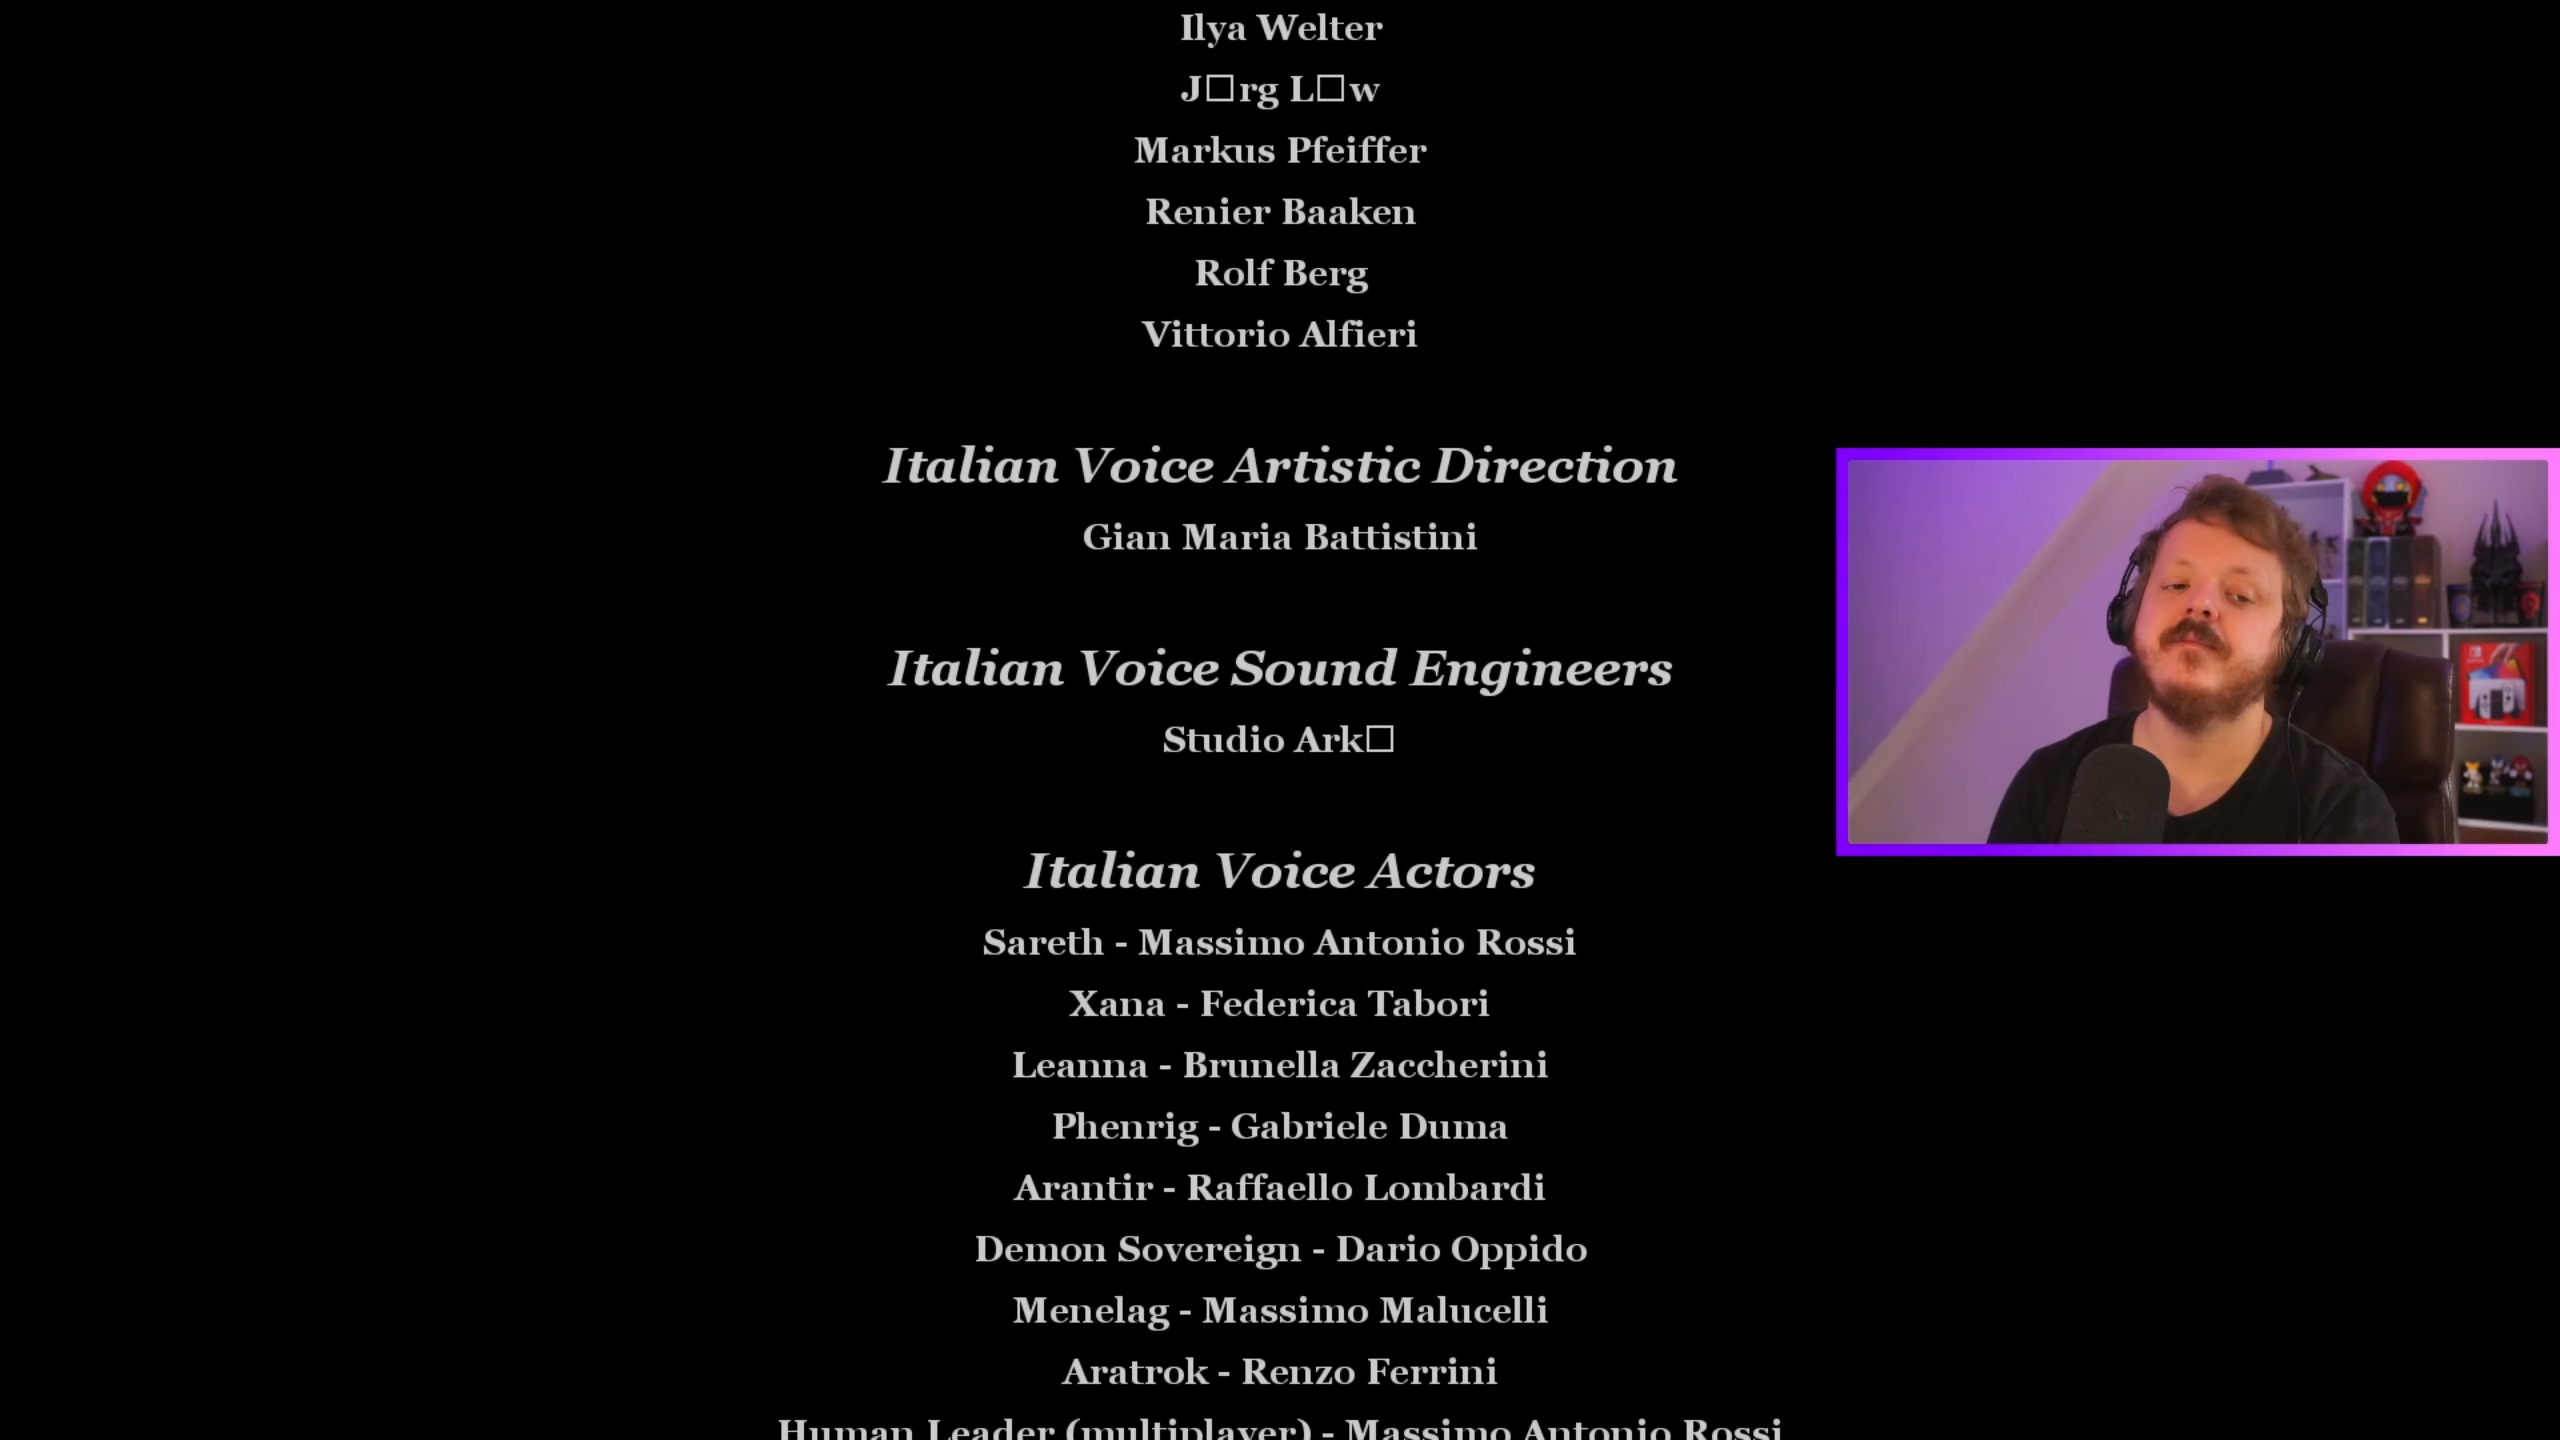 Ilya Welter
J□rg L□w
Markus Pfeiffer
Renier Baaken
Rolf Berg
Vittorio Alfieri
Italian Voice Artistic Direction
Gian Maria Battistini
Italian Voice Sound Engineers
Studio Ark□
Italian Voice Actors
Sareth - Massimo Antonio Rossi
Xana - Federica Tabori
Leanna - Brunella Zaccherini
Phenrig - Gabriele Duma
Arantir - Raffaello Lombardi
Demon Sovereign - Dario Oppido
Menelag - Massimo Malucelli
Aratrok - Renzo Ferrini
Human Leader (multiplayer) - Massimo Antonio Rossi